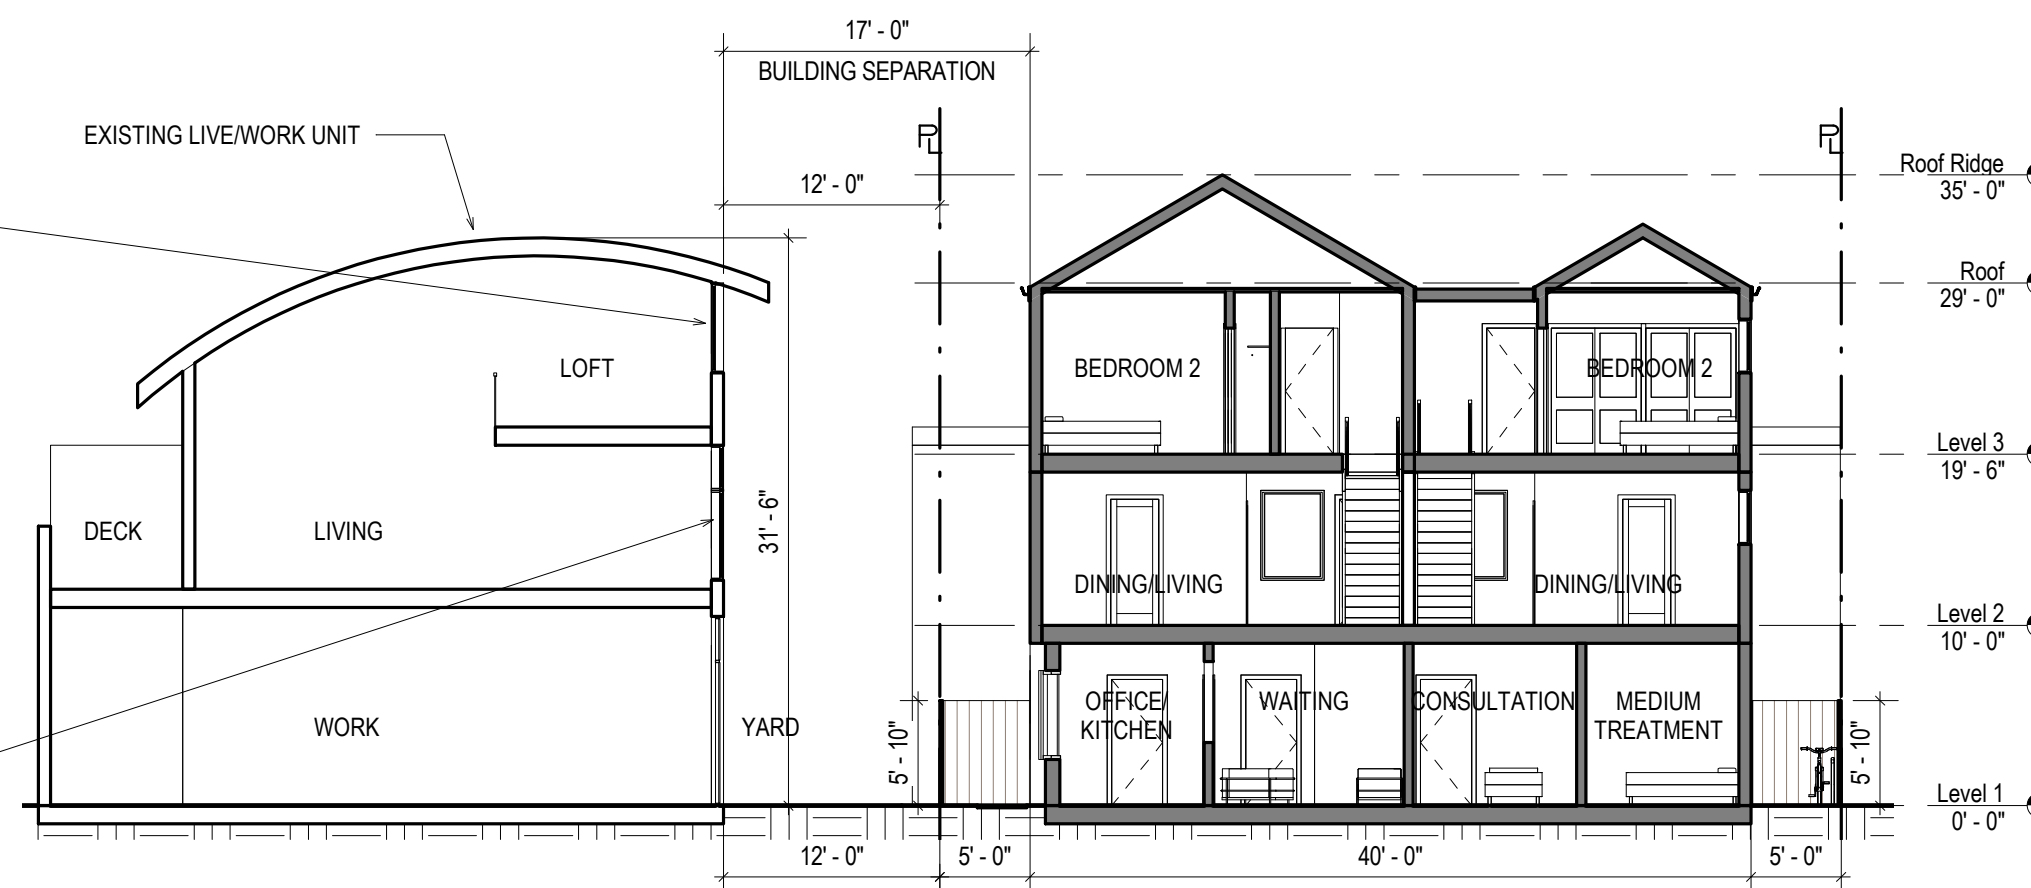 17' - 0"
BUILDING SEPARATION
EXISTING LIVE/WORK UNIT
PL
PL
Roof Ridge
35' - 0"
12' - 0"
Roof
29' - 0"
LOFT
BEDROOM 2
BEDROOM 2
Level 3
19' - 6"
31' - 6"
DECK
LIVING
DINING/LIVING
DINING/LIVING
Level 2
10' - 0"
OFFICE/
KITCHEN
WAITING
CONSULTATION
MEDIUM
TREATMENT
WORK
YARD
5' - 10"
5' - 10"
Level 1
0' - 0"
12' - 0"
5' - 0"
40' - 0"
5' - 0"